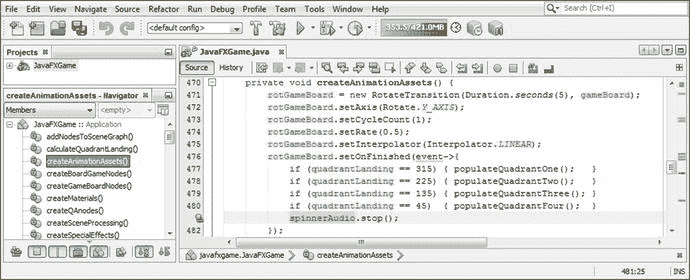 File Edit View Navigate Source Refactor Run Debug Profile Team Tools Window Help
Search (Ctrl+I)
<default config>
353.5/421.0MB
Projects
JavaFXGame
createAnimationAssets - Navigator
Members
<empty>
JavaFXGame :: Application
addNodesToSceneGraph()
calculateQuadrantLanding()
createAnimationAssets()
createBoardGameNodes()
createGameBoardNodes()
createMaterials()
createQAnodes
createSceneProcessing()
createSpecialEffects()
JavaFXGame.java
Source History
470 private void createAnimationAssets() {
471 rotGameBoard = new RotateTransition(Duration.seconds(5), gameBoard);
472 rotGameBoard.setAxis(Rotate.Y_AXIS);
473 rotGameBoard.setCycleCount(1);
474 rotGameBoard.setRate(0.5);
475 rotGameBoard.setInterpolator(Interpolator.LINEAR);
476 rotGameBoard.setOnFinished(event->{
477 if (quadrantLanding == 315) { populateQuadrantOne(); }
478 if (quadrantLanding == 225) { populateQuadrantTwo(); }
479 if (quadrantLanding == 135) { populateQuadrantThree(); }
480 if (quadrantLanding == 45) { populateQuadrantFour(); }
spinnerAudio.stop();
482 });
javafxgame.JavaFXGame
createAnimationAssets
481:25
INS